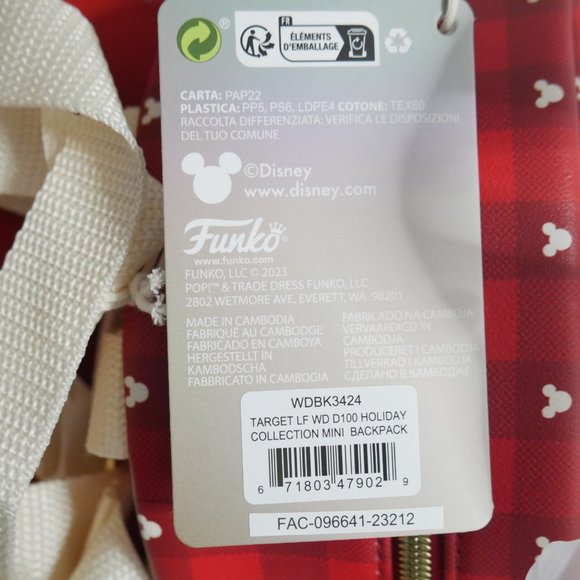 FR
ÉLÉMENTS
D'EMBALLAGE
CARTA: PAP22
PLASTICA: PP5, PS6, LDPE4 COTONE: TEX60
RACCOLTA DIFFERENZIATA: VERIFICA LE DISPOSIZIONI
DEL TUO COMUNE
©Disney
www.disney.com
Funko®
www.funko.com
FUNKO, LLC © 2023
POP!™ & TRADE DRESS FUNKO, LLC
2802 WETMORE AVE, EVERETT, WA 98201
MADE IN CAMBODIA
FABRIQUÉ AU CAMBODGE
FABRICADO EN CAMBOYA
HERGESTELLT IN
KAMBODSCHA
FABBRICATO IN CAMBOGIA
FABRICADO NA CAMBOJA
VERVAARDIGD IN
CAMBODJA
PRODUCERET I CAMBODJA
TILLVERKAD I KAMBODJA
СДЕЛАНО В КАМБОДЖЕ
WDBK3424
TARGET LF WD D100 HOLIDAY
COLLECTION MINI BACKPACK
6 71803 47902 9
FAC-096641-23212